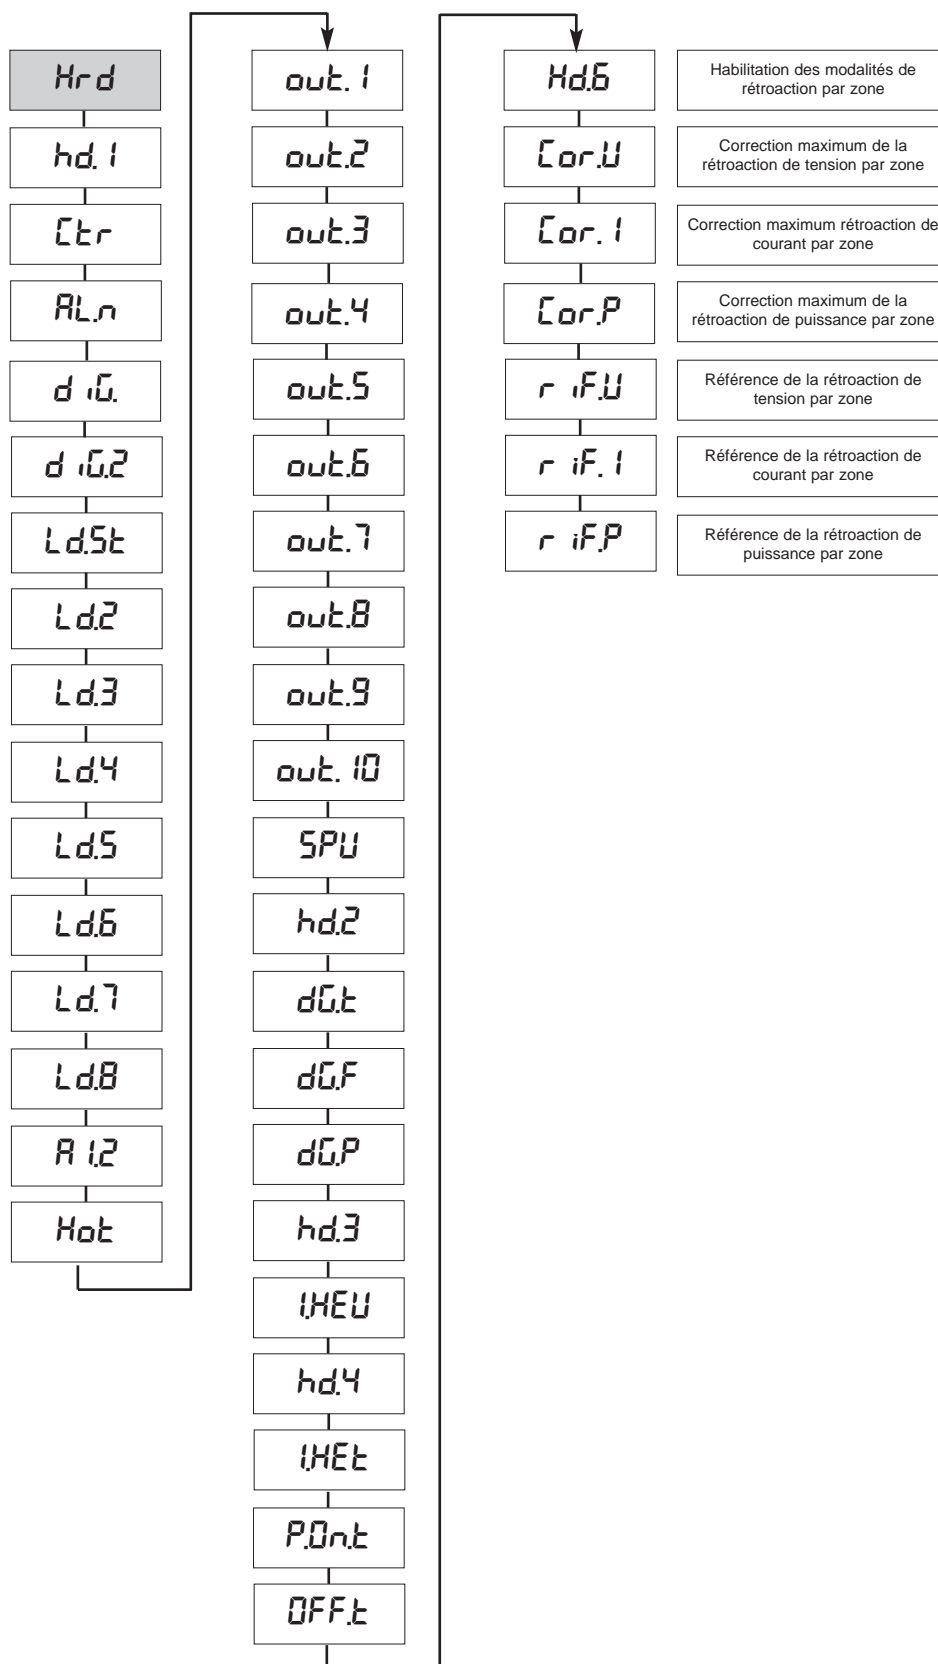 Hrd
hd.1
Ctr
AL.n
diG.
diG.2
Ld.St
Ld.2
Ld.3
Ld.4
Ld.5
Ld.6
Ld.7
Ld.8
A1.2
Hot
out.1
out.2
out.3
out.4
out.5
out.6
out.7
out.8
out.9
out.10
SPU
hd.2
dG.t
dG.F
dG.P
hd.3
I.HEU
hd.4
I.HEt
P.On.t
OFF.t
Hd.6
Habilitation des modalités de
rétroaction par zone
Cor.U
Correction maximum de la
rétroaction de tension par zone
Cor.I
Correction maximum rétroaction de
courant par zone
Cor.P
Correction maximum de la
rétroaction de puissance par zone
riF.U
Référence de la rétroaction de
tension par zone
riF.I
Référence de la rétroaction de
courant par zone
riF.P
Référence de la rétroaction de
puissance par zone